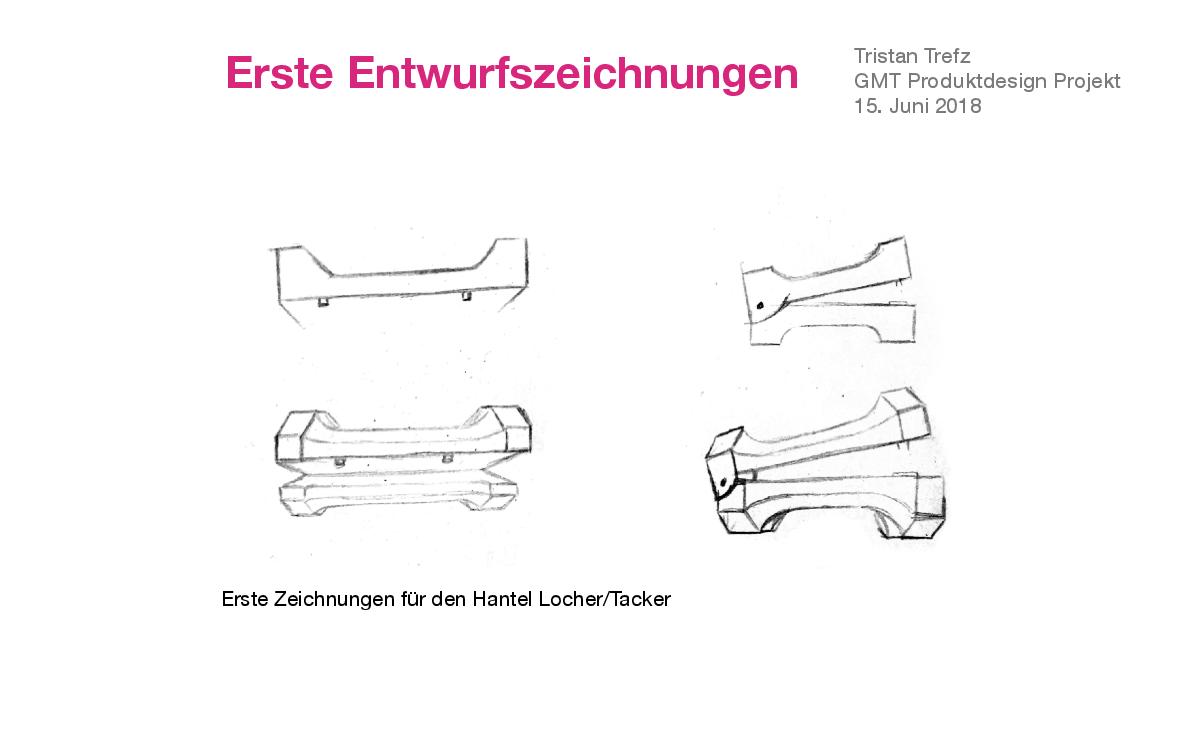 Erste Entwurfszeichnungen
Tristan Trefz
GMT Produktdesign Projekt
15. Juni 2018
Erste Zeichnungen für den Hantel Locher/Tacker